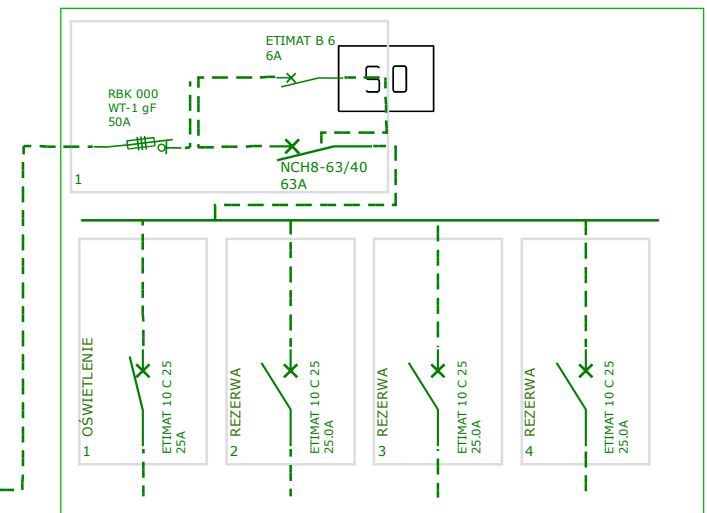 ETIMAT B 6
6A
SO
RBK 000
WT-1 gF
50A
NCH8-63/40
63A
1
OŚWIETLENIE
1
ETIMAT 10 C 25
25A
REZERWA
2
ETIMAT 10 C 25
25.0A
REZERWA
3
ETIMAT 10 C 25
25.0A
REZERWA
4
ETIMAT 10 C 25
25.0A